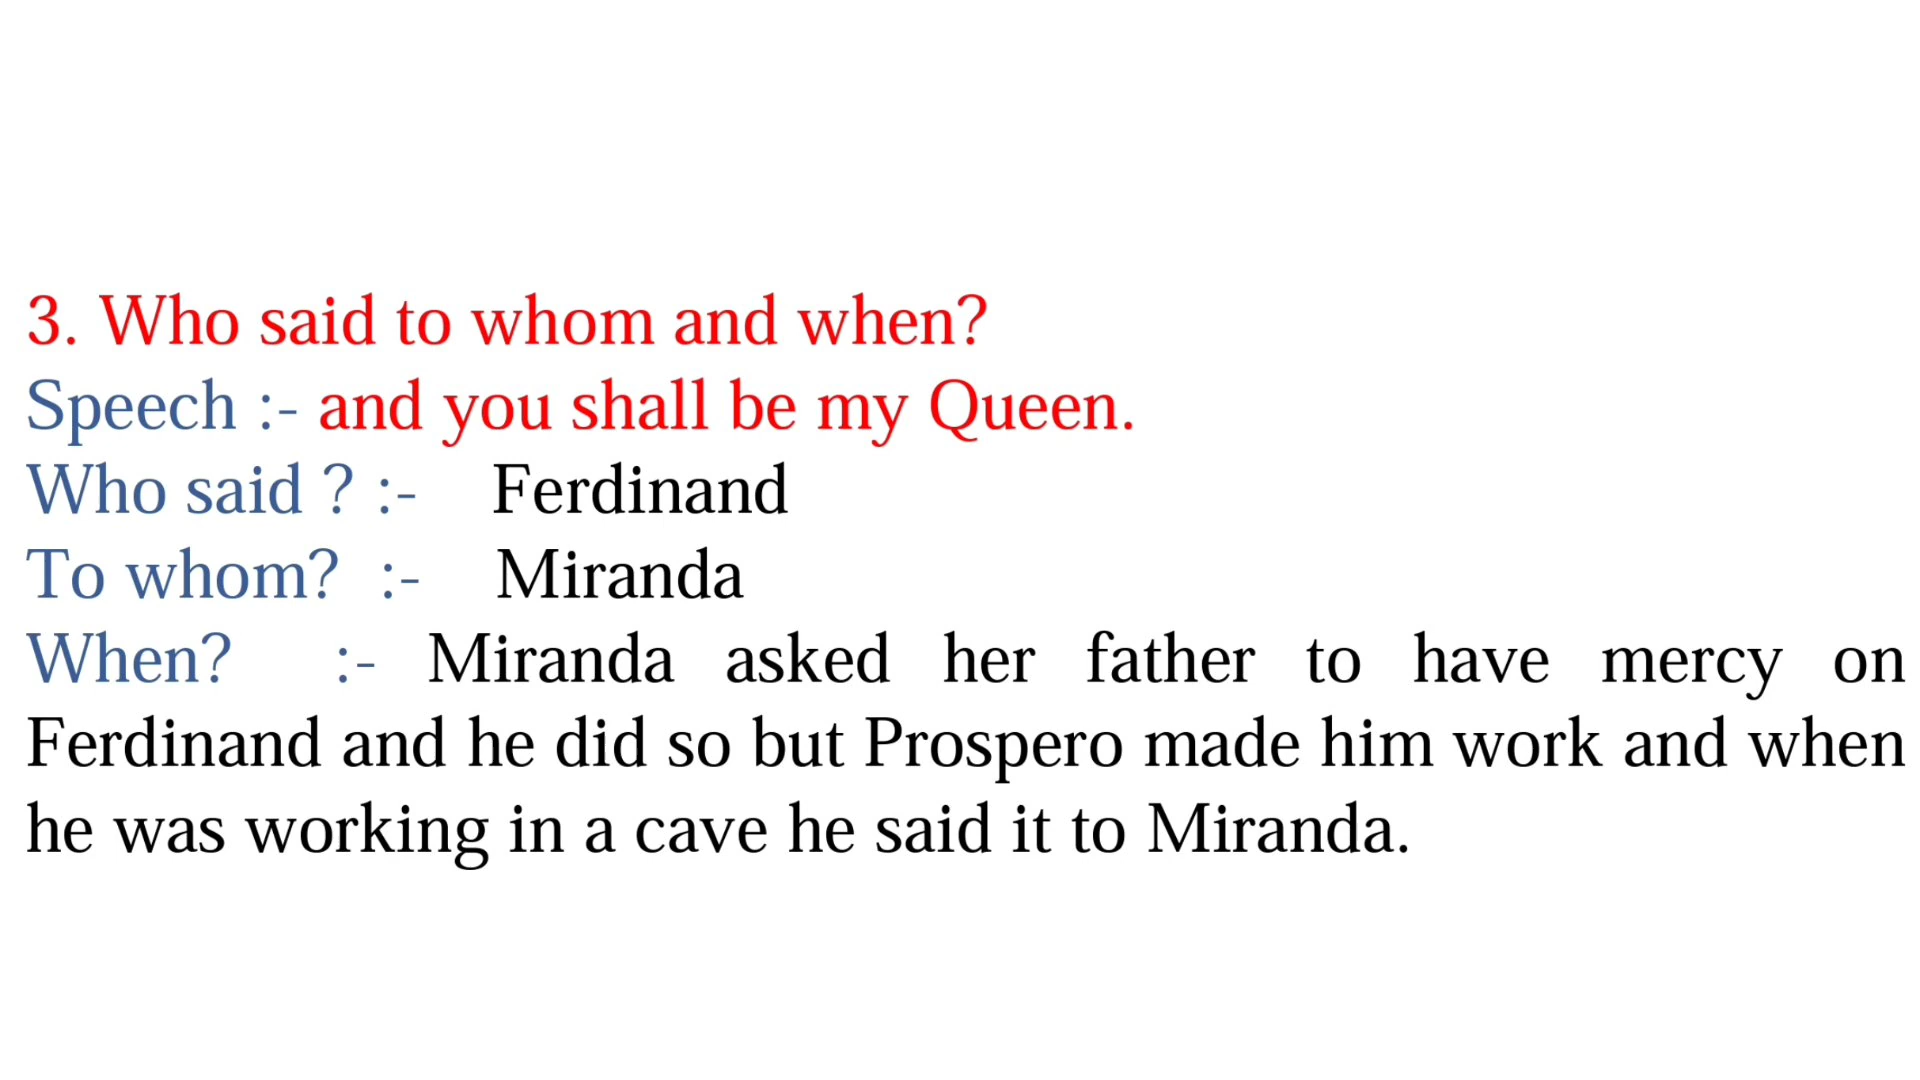 3. Who said to whom and when?
Speech :- and you shall be my Queen.
Who said ? :- Ferdinand
To whom? :- Miranda
When? :- Miranda asked her father to have mercy on
Ferdinand and he did so but Prospero made him work and when
he was working in a cave he said it to Miranda.